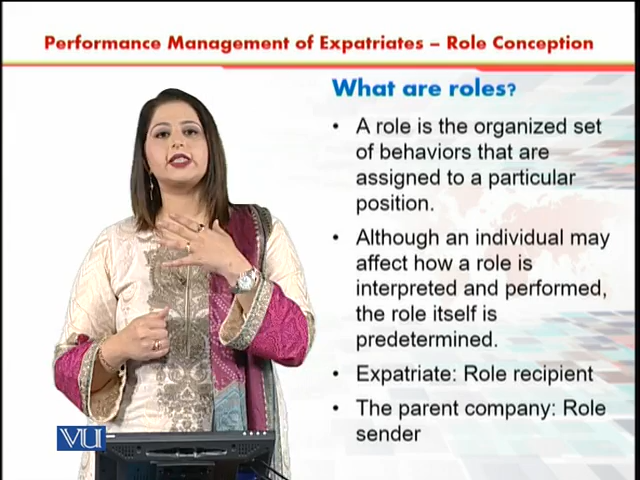 Performance Management of Expatriates – Role Conception
What are roles?
• A role is the organized set
of behaviors that are
assigned to a particular
position.
• Although an individual may
affect how a role is
interpreted and performed,
the role itself is
predetermined.
• Expatriate: Role recipient
• The parent company: Role
sender
VU